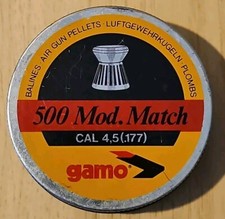 BALINES · AIR GUN PELLETS · LUFTGEWEHRKUGELN · PLOMBS
500 Mod. Match
CAL 4,5(.177)
gamo